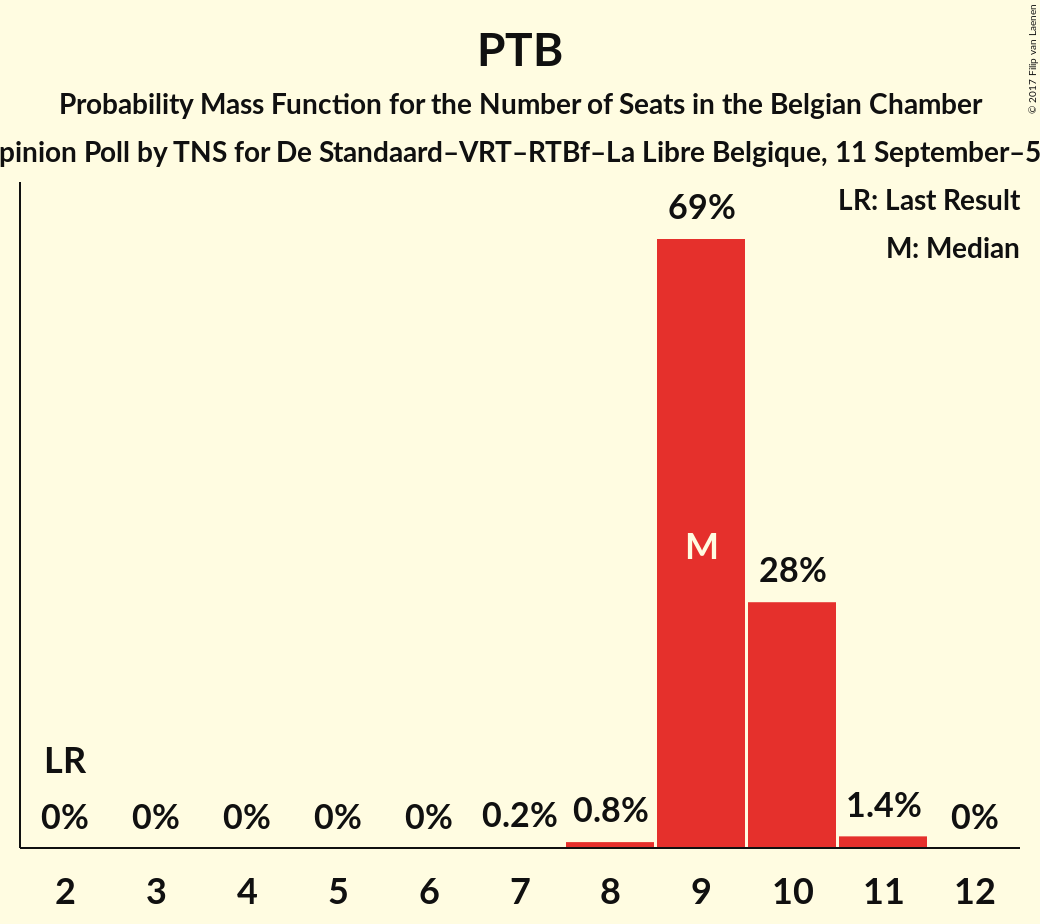 PTB
Probability Mass Function for the Number of Seats in the Belgian Chamber
pinion Poll by TNS for De Standaard–VRT–RTBf–La Libre Belgique, 11 September–5
© 2017 Filip van Laenen
LR: Last Result
M: Median
69%
M
28%
LR
0% 0% 0% 0% 0% 0.2% 0.8% 1.4% 0%
2 3 4 5 6 7 8 9 10 11 12